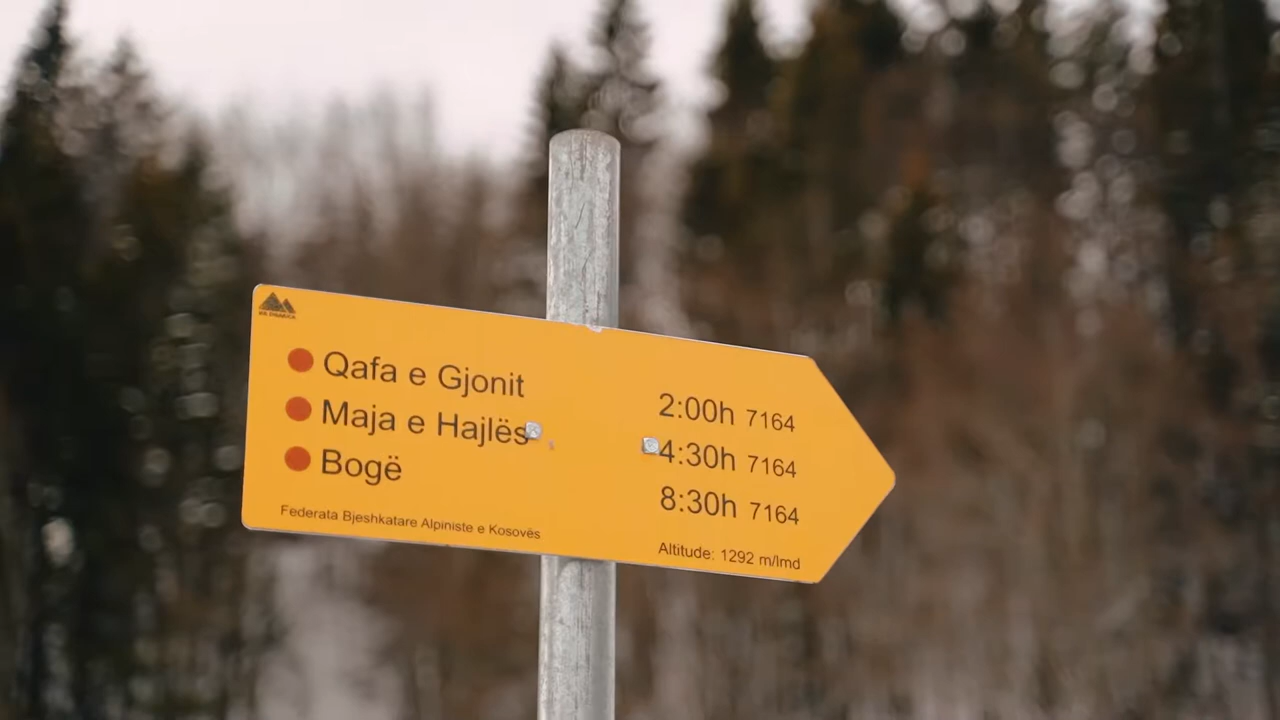 Qafa e Gjonit 2:00h 7164
Maja e Hajlës 4:30h 7164
Bogë 8:30h 7164
Federata Bjeshkatare Alpiniste e Kosovës
Altitude: 1292 m/lmd